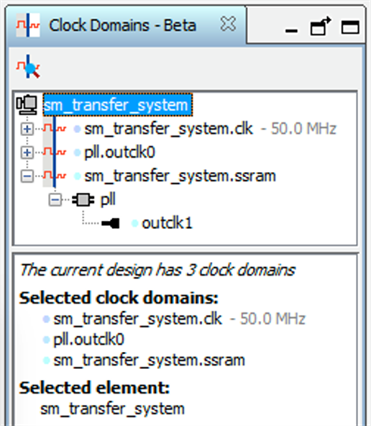 Clock Domains - Beta
sm_transfer_system
sm_transfer_system.clk - 50.0 MHz
pll.outclk0
sm_transfer_system.ssram
pll
outclk1
The current design has 3 clock domains
Selected clock domains:
sm_transfer_system.clk - 50.0 MHz
pll.outclk0
sm_transfer_system.ssram
Selected element:
sm_transfer_system